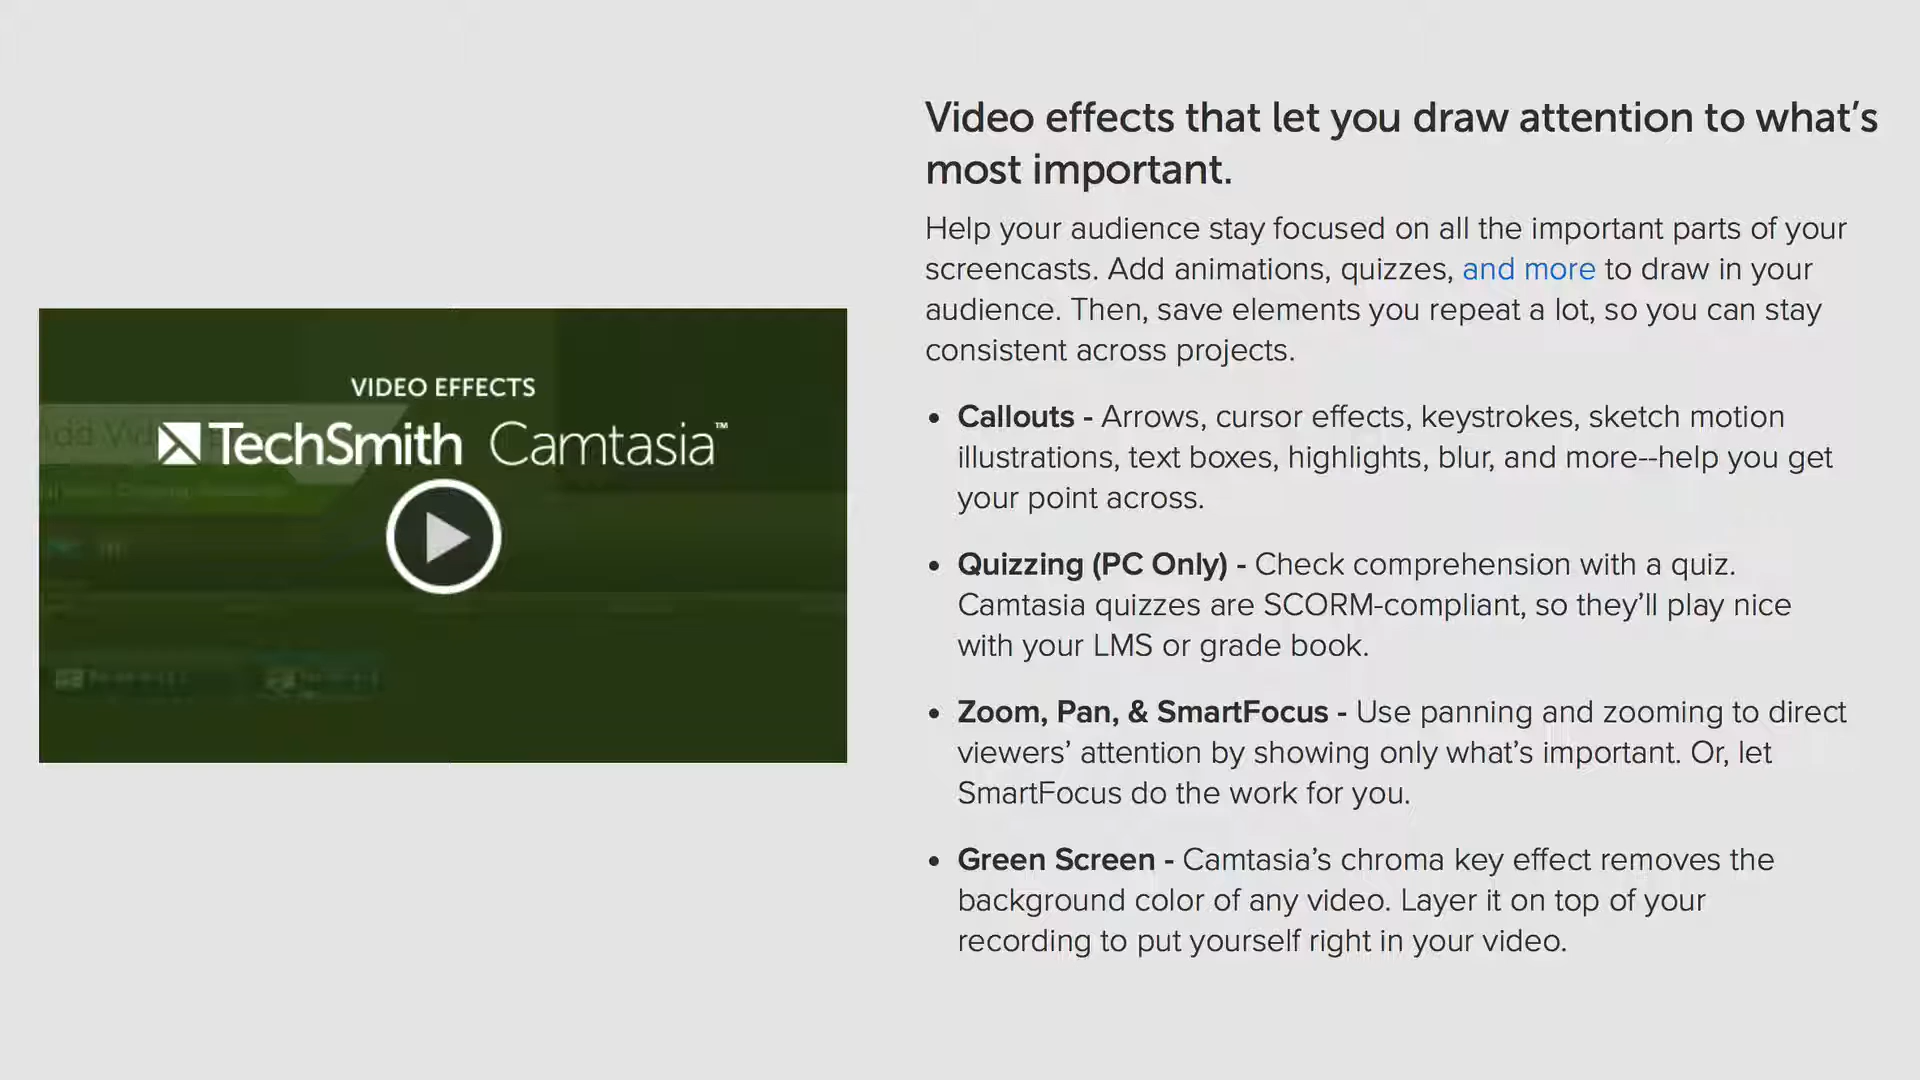 Video effects that let you draw attention to what's
most important.
Help your audience stay focused on all the important parts of your
screencasts. Add animations, quizzes, and more to draw in your
audience. Then, save elements you repeat a lot, so you can stay
consistent across projects.
VIDEO EFFECTS
TechSmith Camtasia™
• Callouts - Arrows, cursor effects, keystrokes, sketch motion
illustrations, text boxes, highlights, blur, and more--help you get
your point across.
• Quizzing (PC Only) - Check comprehension with a quiz.
Camtasia quizzes are SCORM-compliant, so they'll play nice
with your LMS or grade book.
• Zoom, Pan, & SmartFocus - Use panning and zooming to direct
viewers' attention by showing only what's important. Or, let
SmartFocus do the work for you.
• Green Screen - Camtasia's chroma key effect removes the
background color of any video. Layer it on top of your
recording to put yourself right in your video.